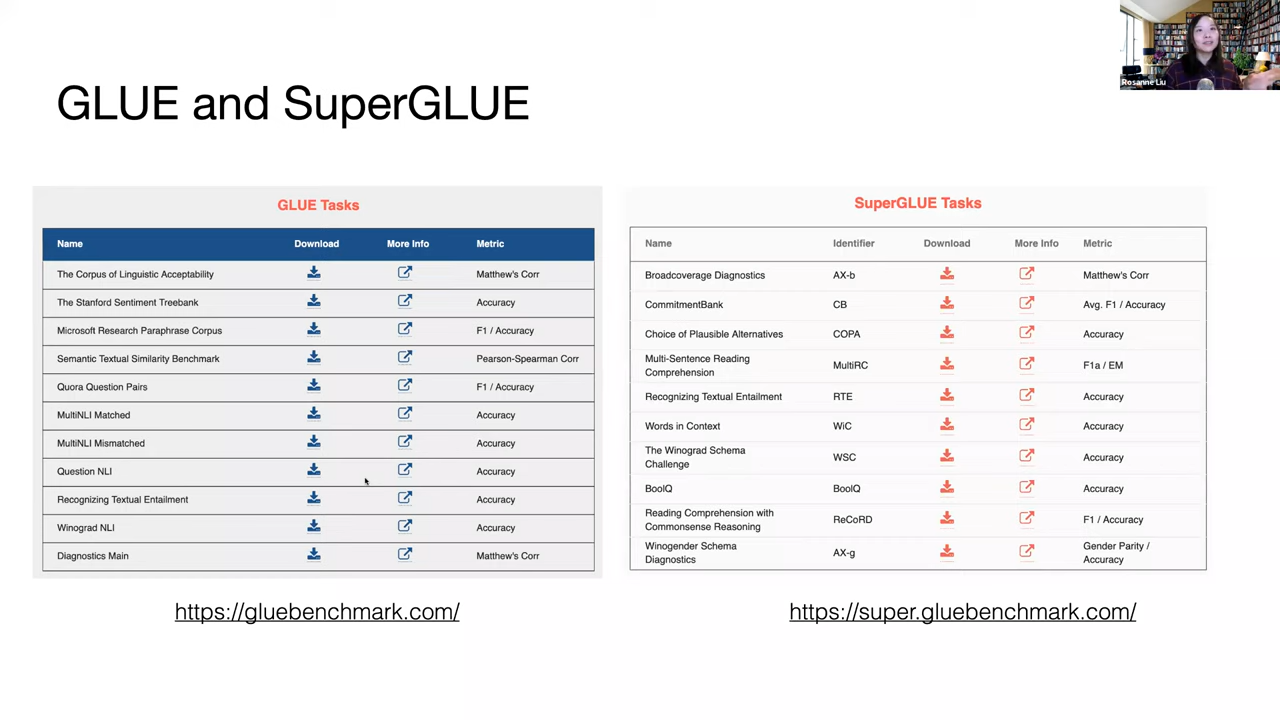 Rosanne Liu
GLUE and SuperGLUE
GLUE Tasks
Name Download More Info Metric
The Corpus of Linguistic Acceptability Matthew's Corr
The Stanford Sentiment Treebank Accuracy
Microsoft Research Paraphrase Corpus F1 / Accuracy
Semantic Textual Similarity Benchmark Pearson-Spearman Corr
Quora Question Pairs F1 / Accuracy
MultiNLI Matched Accuracy
MultiNLI Mismatched Accuracy
Question NLI Accuracy
Recognizing Textual Entailment Accuracy
Winograd NLI Accuracy
Diagnostics Main Matthew's Corr
https://gluebenchmark.com/
SuperGLUE Tasks
Name Identifier Download More Info Metric
Broadcoverage Diagnostics AX-b Matthew's Corr
CommitmentBank CB Avg. F1 / Accuracy
Choice of Plausible Alternatives COPA Accuracy
Multi-Sentence Reading
Comprehension MultiRC F1a / EM
Recognizing Textual Entailment RTE Accuracy
Words in Context WiC Accuracy
The Winograd Schema
Challenge WSC Accuracy
BoolQ BoolQ Accuracy
Reading Comprehension with
Commonsense Reasoning ReCoRD F1 / Accuracy
Winogender Schema
Diagnostics AX-g Gender Parity /
Accuracy
https://super.gluebenchmark.com/